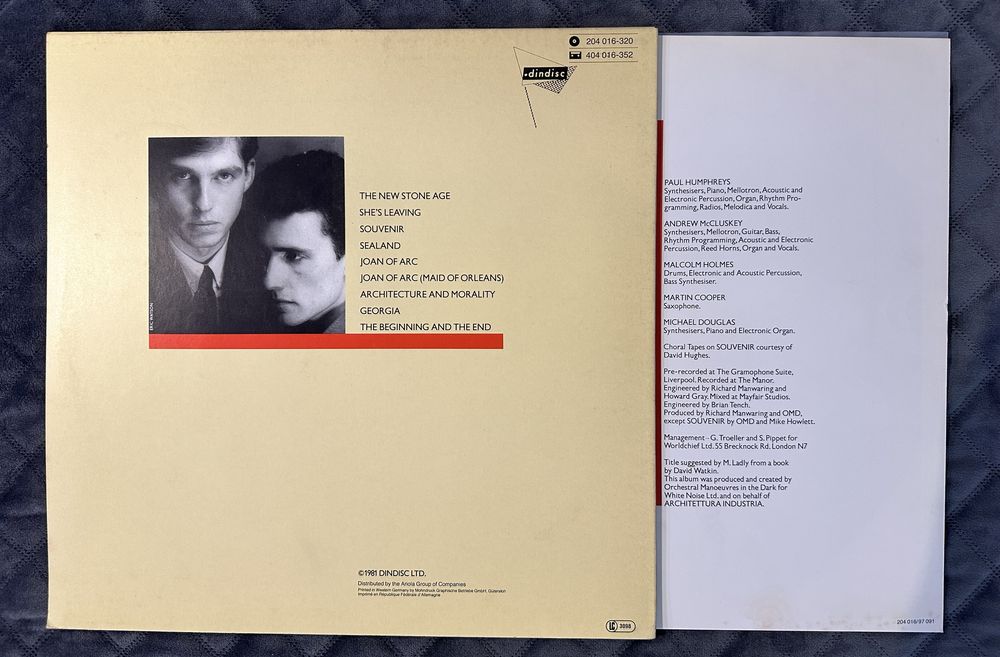 204 016-320
404 016-352
dindisc
THE NEW STONE AGE
SHE'S LEAVING
SOUVENIR
SEALAND
JOAN OF ARC
JOAN OF ARC (MAID OF ORLEANS)
ARCHITECTURE AND MORALITY
GEORGIA
THE BEGINNING AND THE END
ERIC WATSON
©1981 DINDISC LTD.
Distributed by the Ariola Group of Companies
Printed in Western Germany by Mohndruck Graphische Betriebe GmbH, Gütersloh
Imprimé en République Fédérale d'Allemagne
LC 3098
PAUL HUMPHREYS
Synthesisers, Piano, Mellotron, Acoustic and
Electronic Percussion, Organ, Rhythm Pro-
gramming, Radios, Melodica and Vocals.
ANDREW McCLUSKEY
Synthesisers, Mellotron, Guitar, Bass,
Rhythm Programming, Acoustic and Electronic
Percussion, Reed Horns, Organ and Vocals.
MALCOLM HOLMES
Drums, Electronic and Acoustic Percussion,
Bass Synthesiser.
MARTIN COOPER
Saxophone.
MICHAEL DOUGLAS
Synthesisers, Piano and Electronic Organ.
Choral Tapes on SOUVENIR courtesy of
David Hughes.
Pre-recorded at The Gramophone Suite,
Liverpool. Recorded at The Manor.
Engineered by Richard Manwaring and
Howard Gray. Mixed at Mayfair Studios.
Engineered by Brian Tench.
Produced by Richard Manwaring and OMD,
except SOUVENIR by OMD and Mike Howlett.
Management - G. Troeller and S. Pippet for
Worldchief Ltd. 55 Brecknock Rd. London N7
Title suggested by M. Ladly from a book
by David Watkin.
This album was produced and created by
Orchestral Manoeuvres in the Dark for
White Noise Ltd. and on behalf of
ARCHITETTURA INDUSTRIA.
204 016/97 091